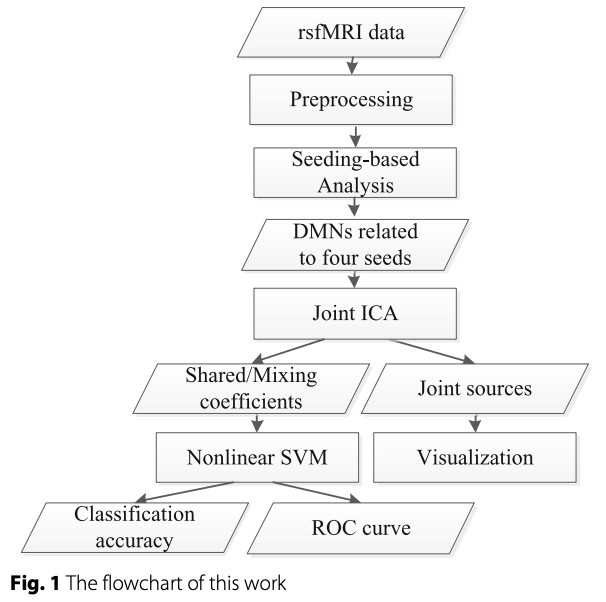 rsfMRI data
Preprocessing
Seeding-based
Analysis
DMNs related
to four seeds
Joint ICA
Shared/Mixing
coefficients
Joint sources
Nonlinear SVM
Visualization
Classification
accuracy
ROC curve
Fig. 1 The flowchart of this work